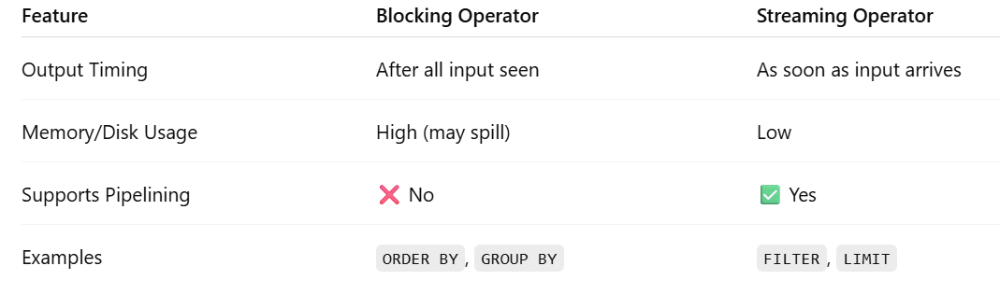 Feature Blocking Operator Streaming Operator
Output Timing After all input seen As soon as input arrives
Memory/Disk Usage High (may spill) Low
Supports Pipelining ❌ No ✅ Yes
Examples ORDER BY, GROUP BY FILTER, LIMIT